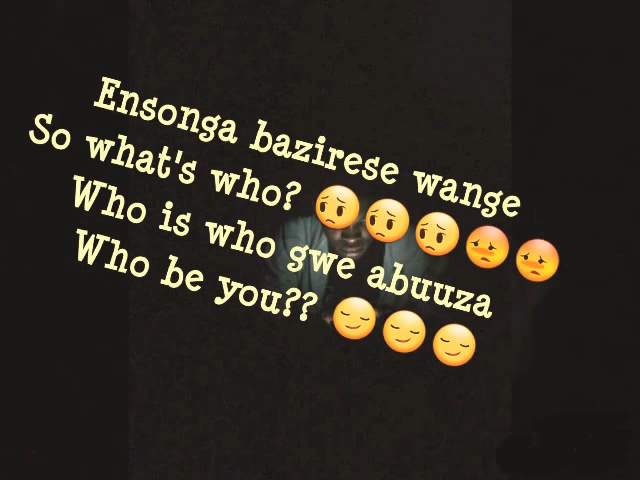 Ensonga bazirese wange
So what's who? 😔😔😔😡😡
Who is who gwe abuuza
Who be you?? 😏😏😏